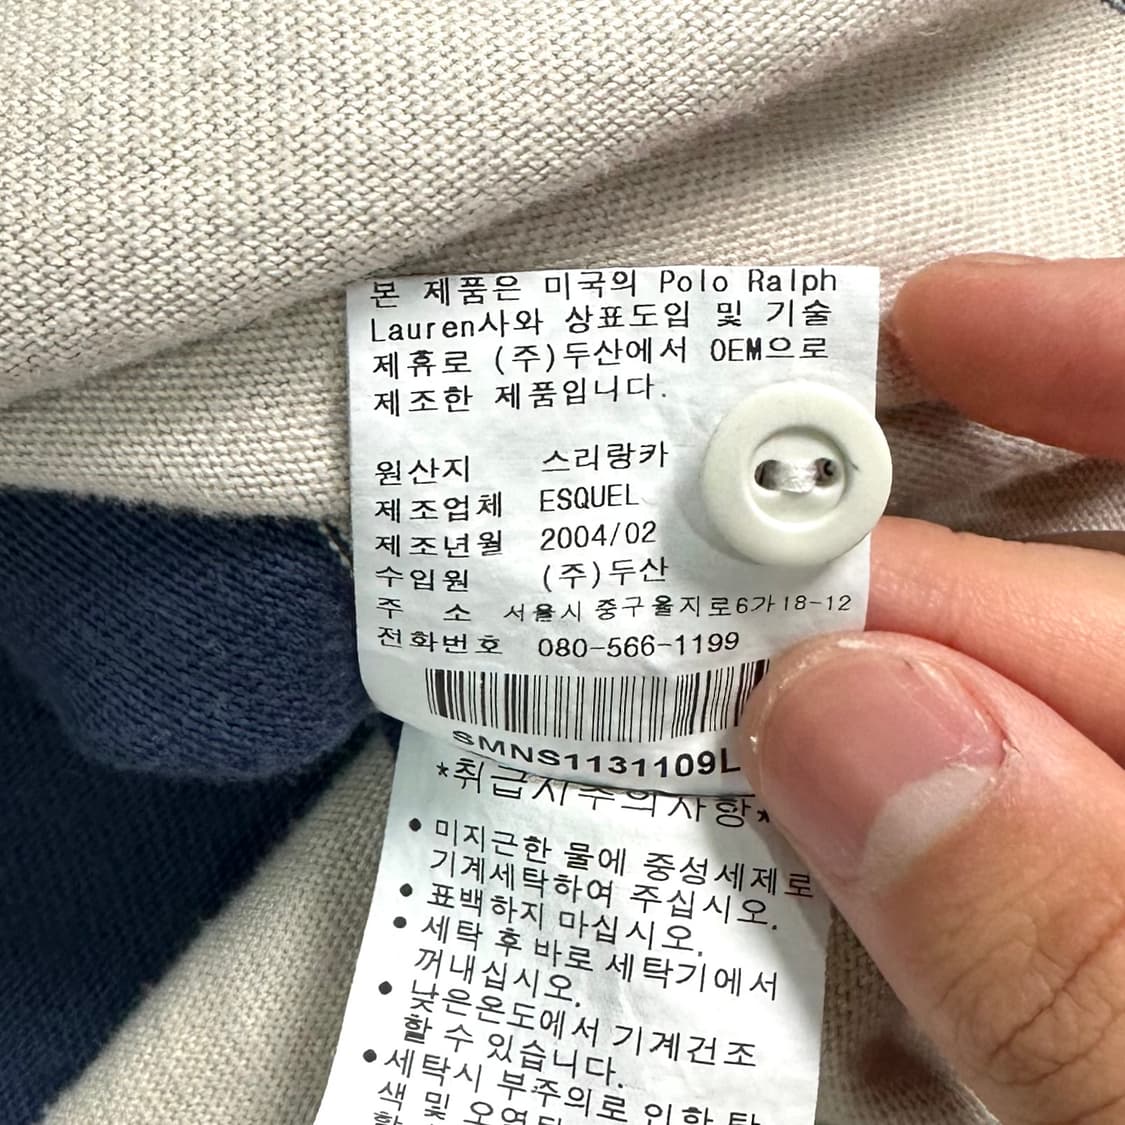 본 제품은 미국의 Polo Ralph
Lauren사와 상표도입 및 기술
제휴로 (주)두산에서 OEM으로
제조한 제품입니다.
원산지 스리랑카
제조업체 ESQUEL
제조년월 2004/02
수입원 (주)두산
주 소 서울시 중구 을지로6가 18-12
전화번호 080-566-1199
SMNS1131109L
*취급시주의사항*
• 미지근한 물에 중성세제로
기계세탁하여 주십시오.
• 표백하지 마십시오.
• 세탁 후 바로 세탁기에서
꺼내십시오.
• 낮은온도에서 기계건조
할 수 있습니다.
• 세탁시 부주의로 인한
색 및 오염